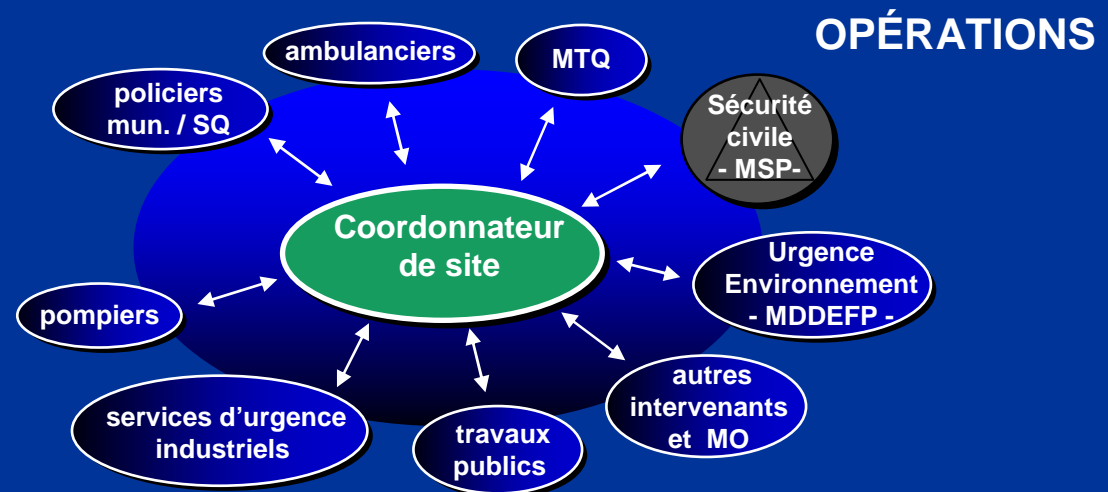 OPÉRATIONS
ambulanciers
MTQ
policiers
mun. / SQ
Sécurité
civile
- MSP-
Coordonnateur
de site
Urgence
Environnement
- MDDEFP -
pompiers
autres
intervenants
et MO
services d’urgence
industriels
travaux
publics